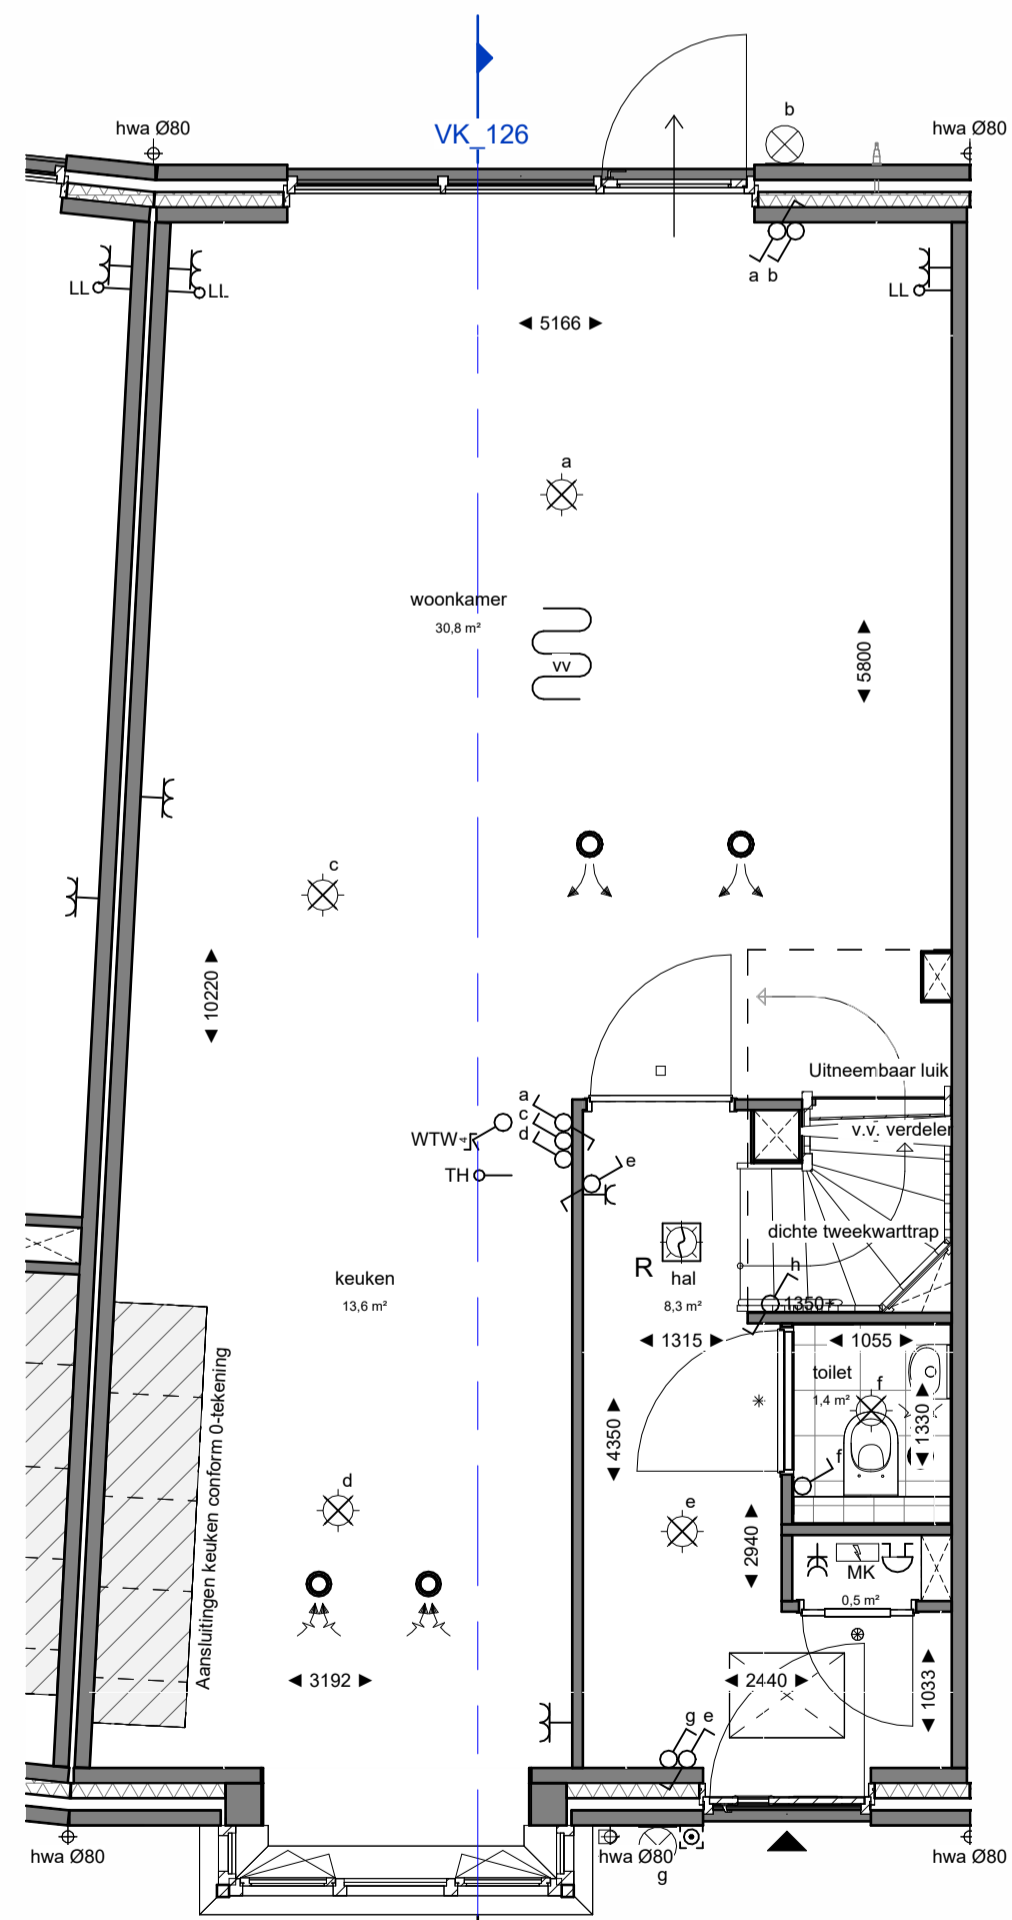 b
hwa Ø80
VK_126
hwa Ø80
a b
LL
LL
LL
◄ 5166 ►
a
woonkamer
30,8 m²
vv
◄ 5800 ►
c
◄ 10220 ►
Uitneembaar luik
a
c
d
v.v. verdeler
WTW
4
e
TH
dichte tweekwarttrap
R
hal
8,3 m²
h
1350+
keuken
13,6 m²
◄ 1315 ►
◄ 1055 ►
toilet
1,4 m²
f
◄ 1330 ►
Aansluitingen keuken conform 0-tekening
◄ 4350 ►
f
d
e
◄ 2940 ►
MK
0,5 m²
◄ 3192 ►
◄ 2440 ►
◄ 1033 ►
g e
hwa Ø80
hwa Ø80
g
hwa Ø80